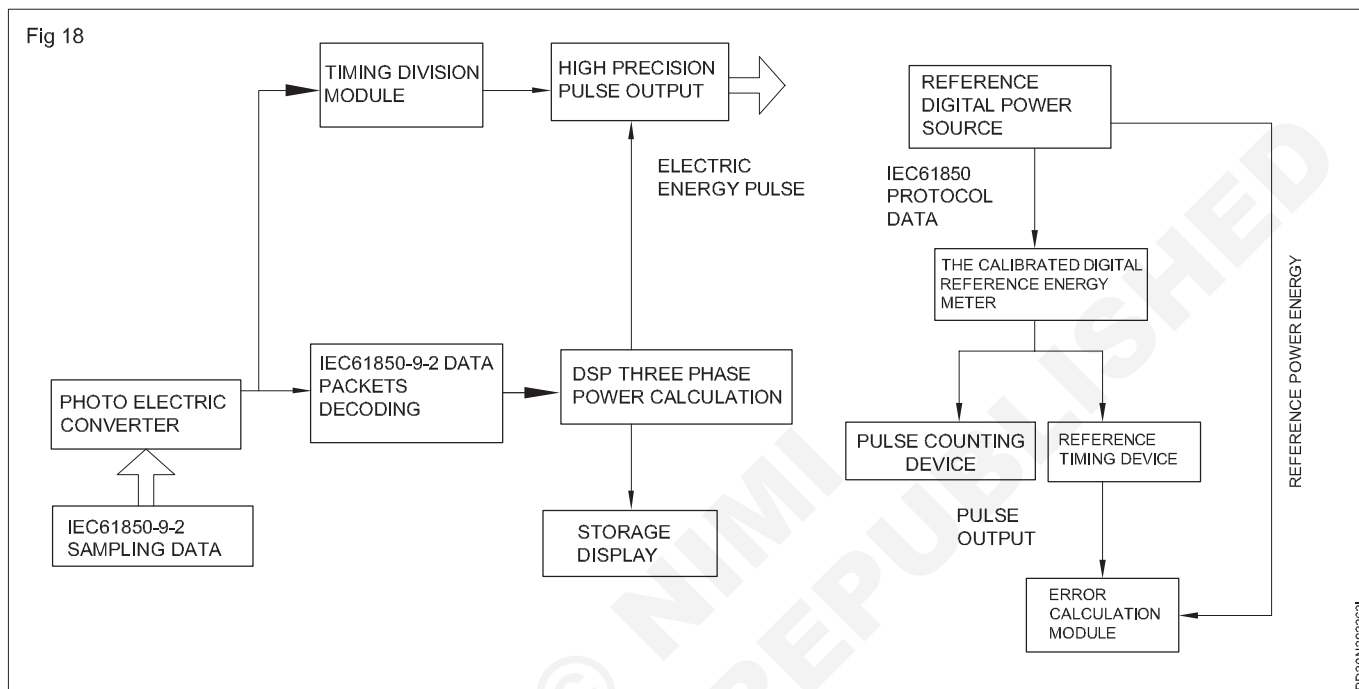 Fig 18
TIMING DIVISION
MODULE
HIGH PRECISION
PULSE OUTPUT
ELECTRIC
ENERGY PULSE
PHOTO ELECTRIC
CONVERTER
IEC61850-9-2 DATA
PACKETS
DECODING
DSP THREE PHASE
POWER CALCULATION
IEC61850-9-2
SAMPLING DATA
STORAGE
DISPLAY
REFERENCE
DIGITAL POWER
SOURCE
IEC61850
PROTOCOL
DATA
THE CALIBRATED DIGITAL
REFERENCE ENERGY
METER
PULSE COUNTING
DEVICE
REFERENCE
TIMING DEVICE
PULSE
OUTPUT
ERROR
CALCULATION
MODULE
REFERENCE POWER ENERGY
© NIMI
REPUBLISHED